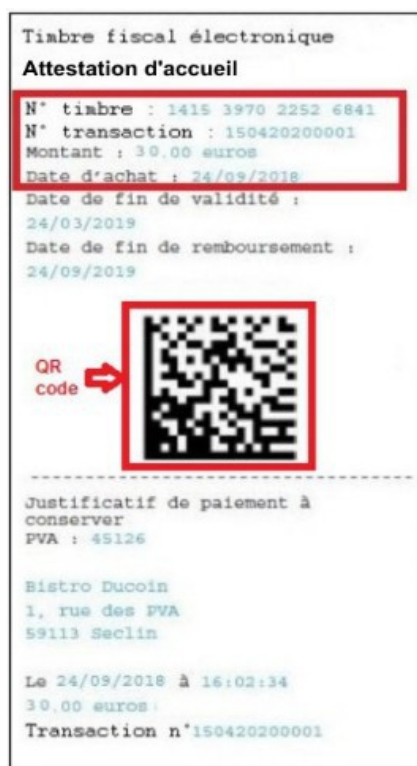 Timbre fiscal électronique
Attestation d'accueil
N° timbre : 1415 3970 2252 6841
N° transaction : 150420200001
Montant : 30.00 euros
Date d'achat : 24/09/2018
Date de fin de validité :
24/03/2019
Date de fin de remboursement :
24/09/2019
QR
code
Justificatif de paiement à
conserver
PVA : 45126
Bistro Ducoin
1, rue des PVA
59113 Seclin
Le 24/09/2018 à 16:02:34
30.00 euros
Transaction n°150420200001